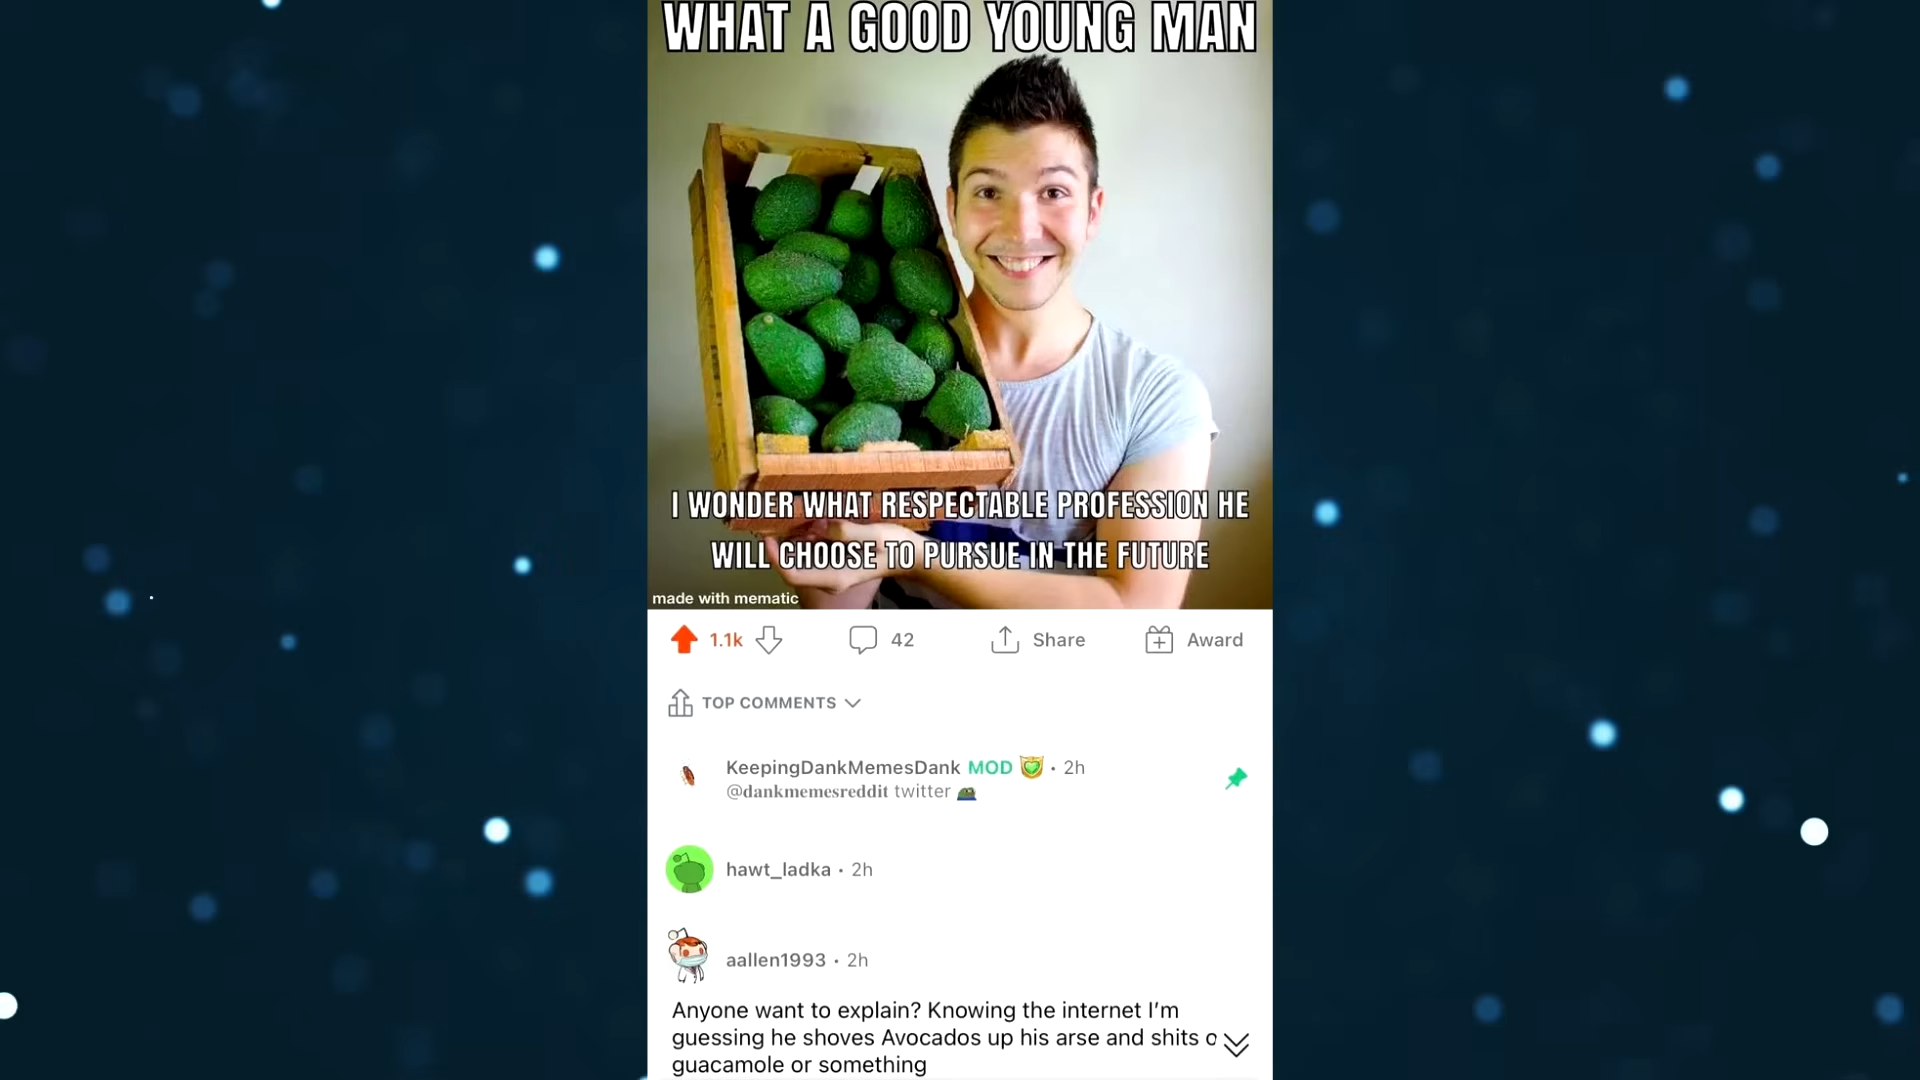 WHAT A GOOD YOUNG MAN
I WONDER WHAT RESPECTABLE PROFESSION HE
WILL CHOOSE TO PURSUE IN THE FUTURE
made with mematic
1.1k 42 Share Award
TOP COMMENTS
KeepingDankMemesDank MOD • 2h
@dankmemesreddit twitter
hawt_ladka • 2h
aallen1993 • 2h
Anyone want to explain? Knowing the internet I’m
guessing he shoves Avocados up his arse and shits o
guacamole or something